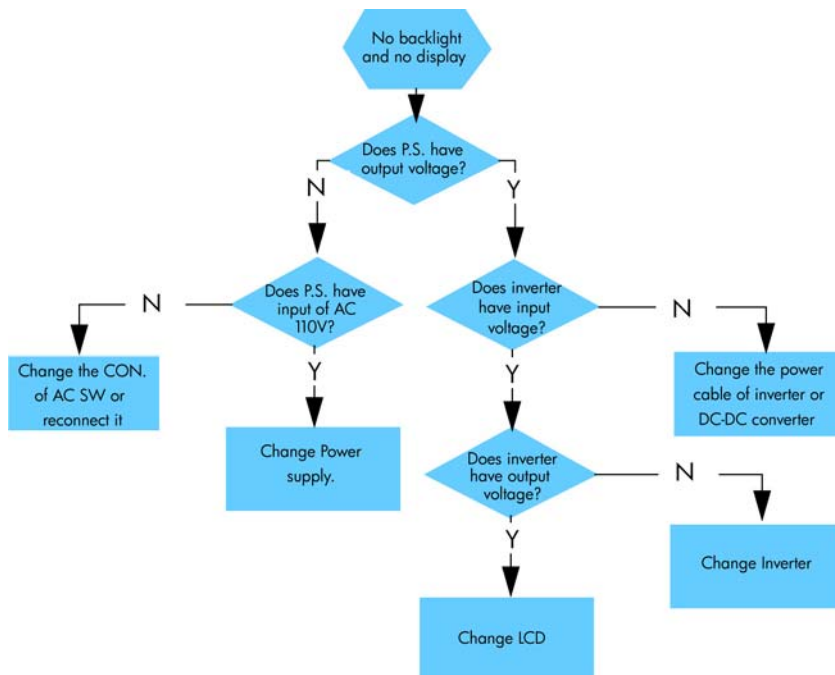 No backlight
and no display
Does P.S. have
output voltage?
N
Y
Does P.S. have
input of AC
110V?
Does inverter
have input
voltage?
N
N
Change the CON.
of AC SW or
reconnect it
Y
Y
Change the power
cable of inverter or
DC-DC converter
Change Power
supply.
Does inverter
have output
voltage?
N
Y
Change Inverter
Change LCD